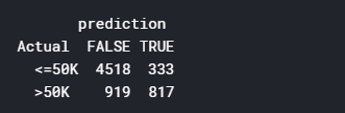 prediction
Actual FALSE TRUE
<=50K 4518 333
>50K 919 817